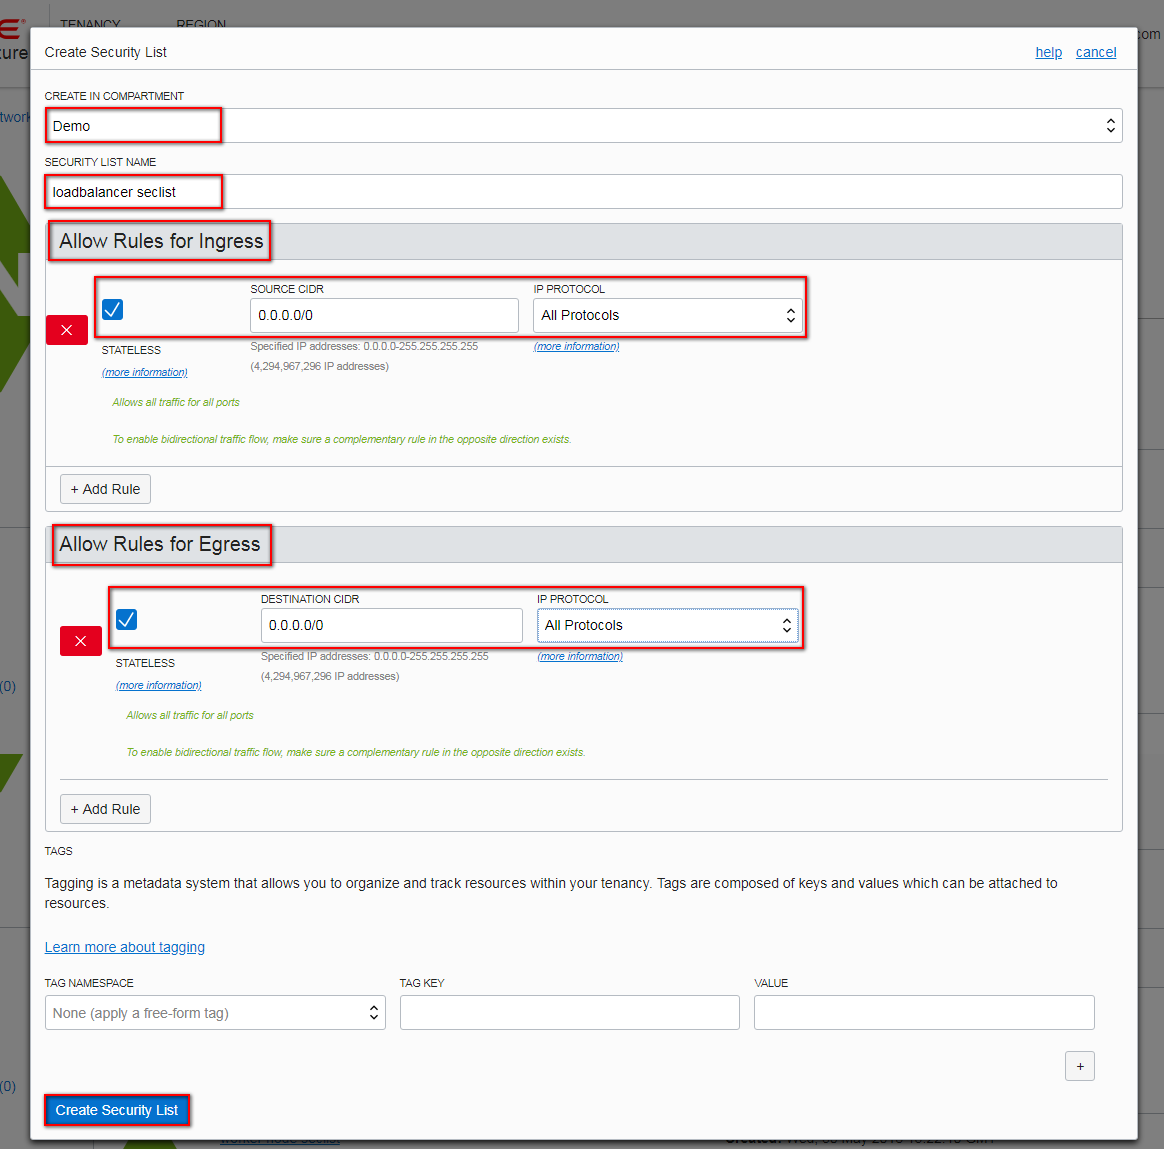 TENANCY
REGION
com
Create Security List
help
cancel
CREATE IN COMPARTMENT
Demo
SECURITY LIST NAME
loadbalancer seclist
Allow Rules for Ingress
SOURCE CIDR
IP PROTOCOL
0.0.0.0/0
All Protocols
STATELESS
Specified IP addresses: 0.0.0.0-255.255.255.255
(more information)
(more information)
(4,294,967,296 IP addresses)
Allows all traffic for all ports
To enable bidirectional traffic flow, make sure a complementary rule in the opposite direction exists.
+ Add Rule
Allow Rules for Egress
DESTINATION CIDR
IP PROTOCOL
0.0.0.0/0
All Protocols
STATELESS
Specified IP addresses: 0.0.0.0-255.255.255.255
(more information)
(more information)
(4,294,967,296 IP addresses)
(0)
Allows all traffic for all ports
To enable bidirectional traffic flow, make sure a complementary rule in the opposite direction exists.
+ Add Rule
TAGS
Tagging is a metadata system that allows you to organize and track resources within your tenancy. Tags are composed of keys and values which can be attached to
resources.
Learn more about tagging
TAG NAMESPACE
TAG KEY
VALUE
None (apply a free-form tag)
+
(0)
Create Security List